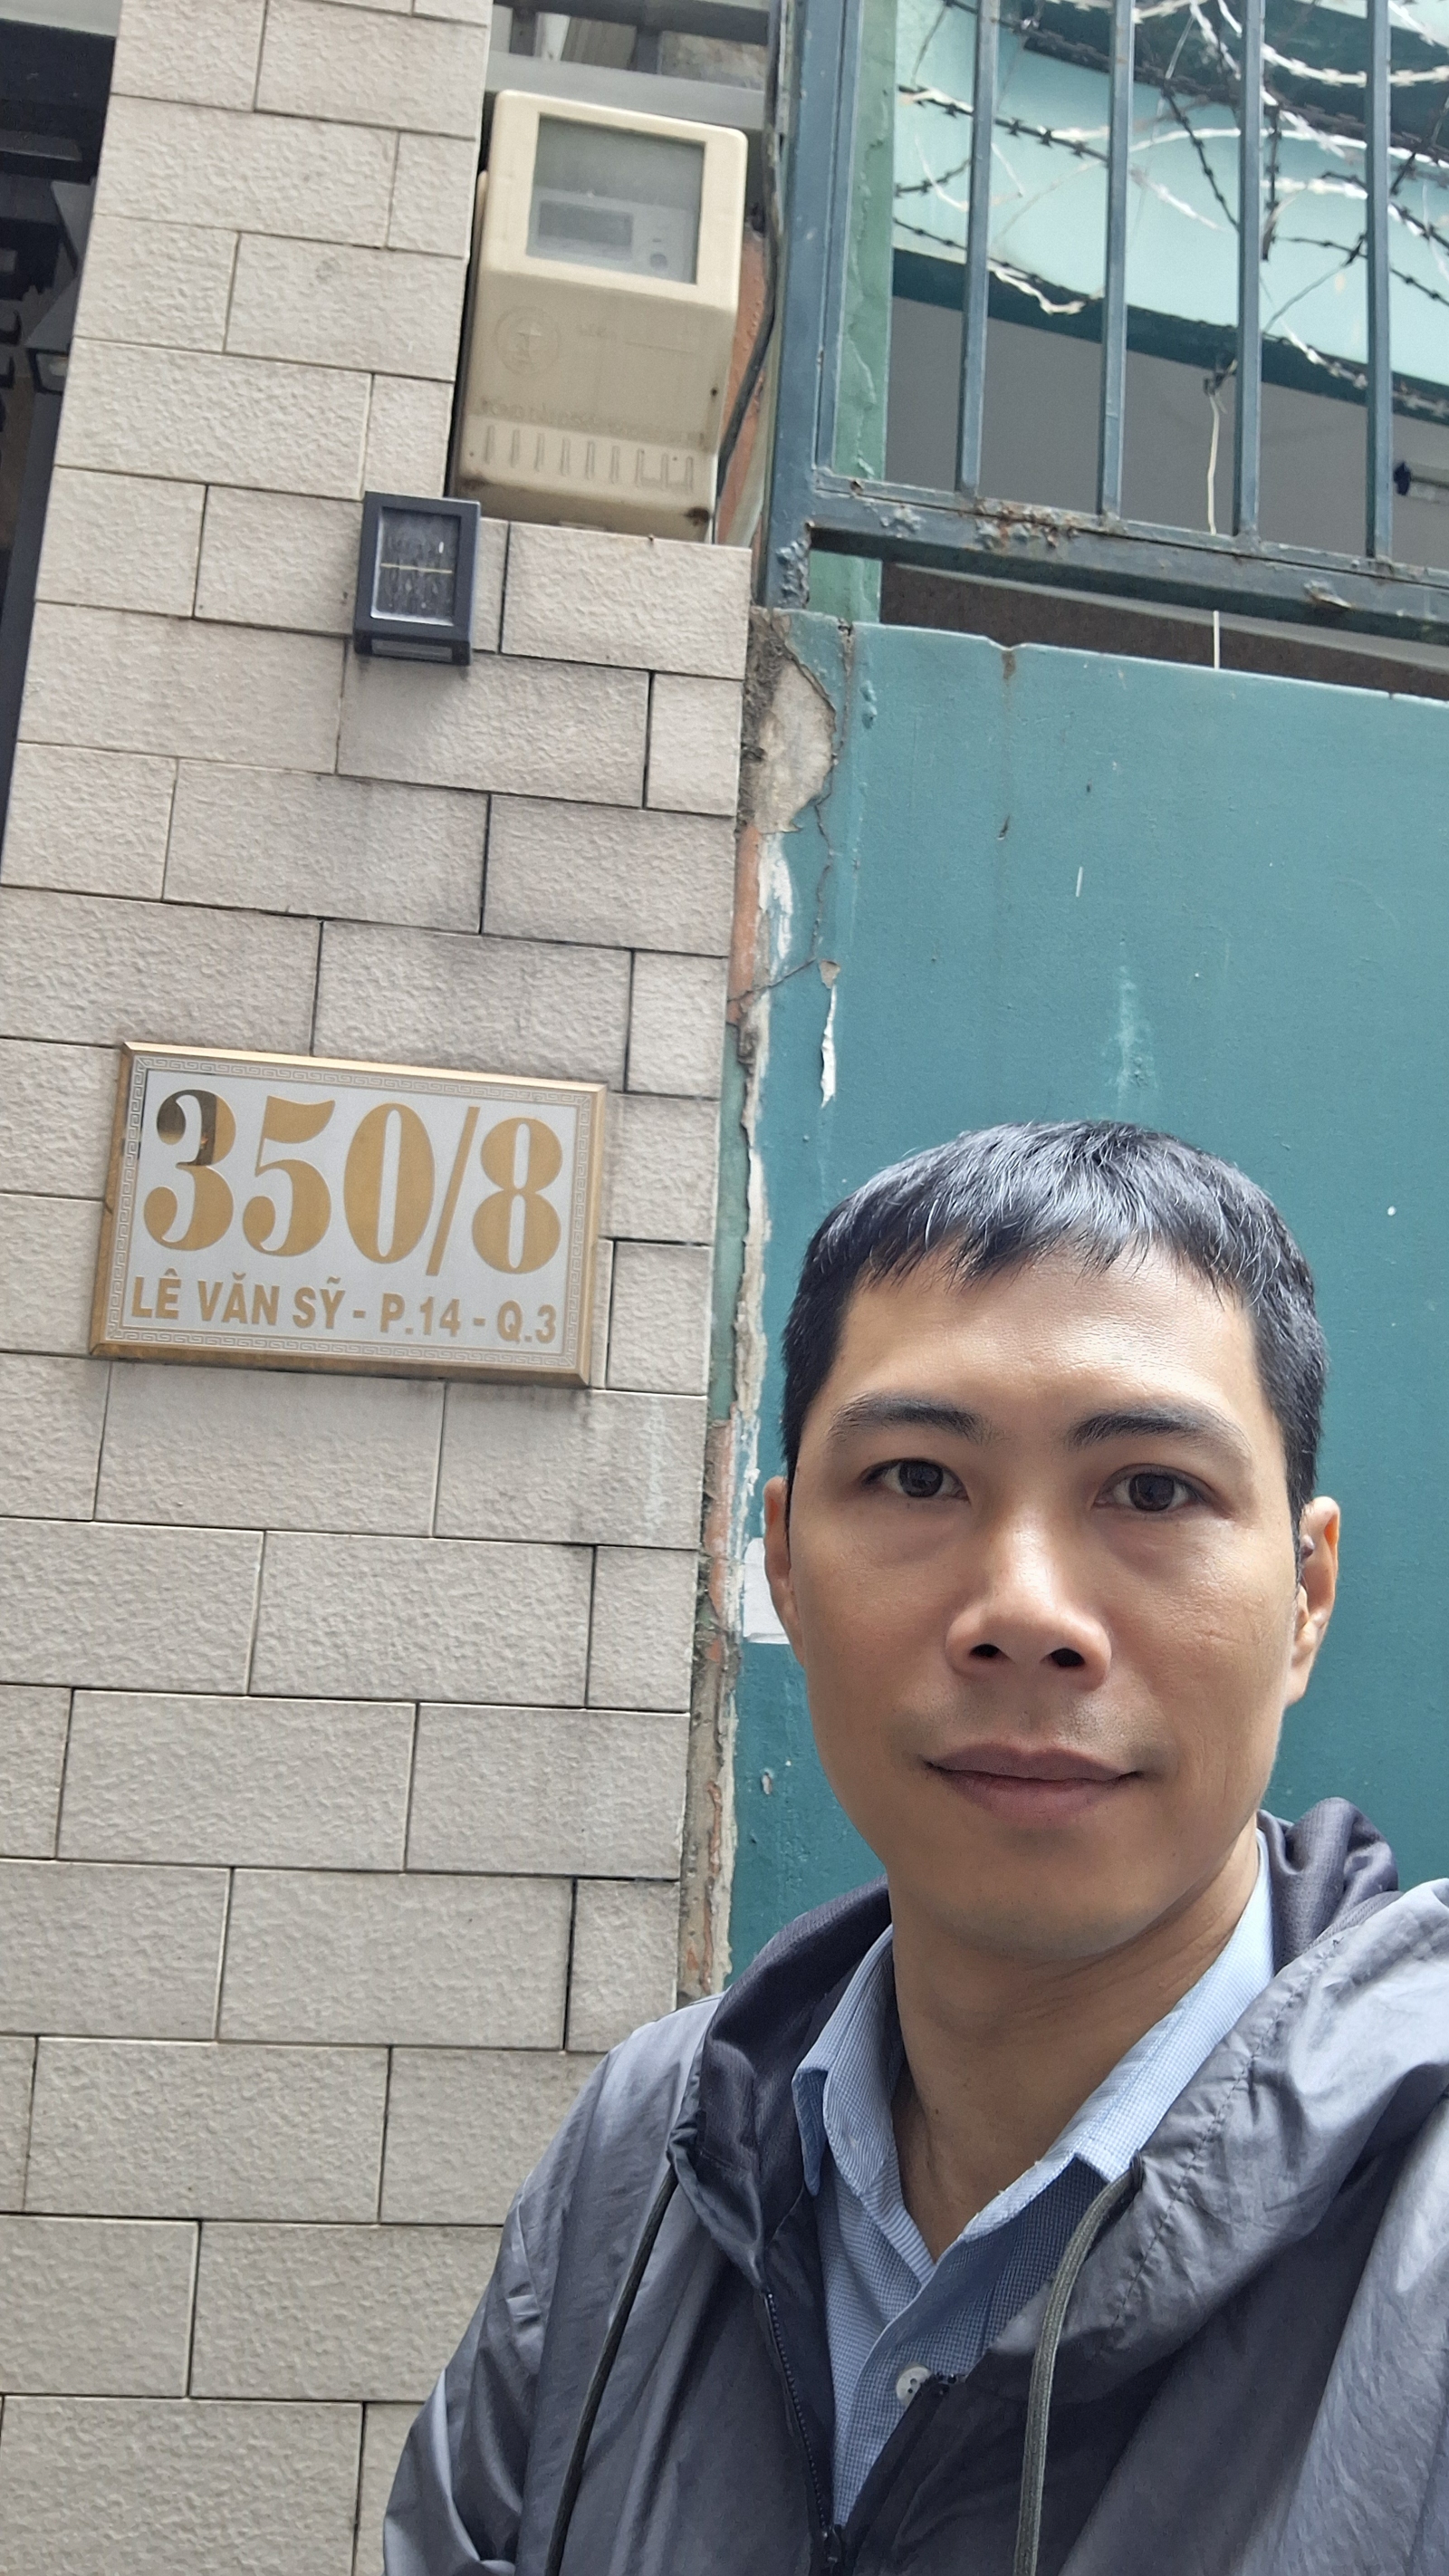 350/8
LÊ VĂN SỸ - P.14 - Q.3